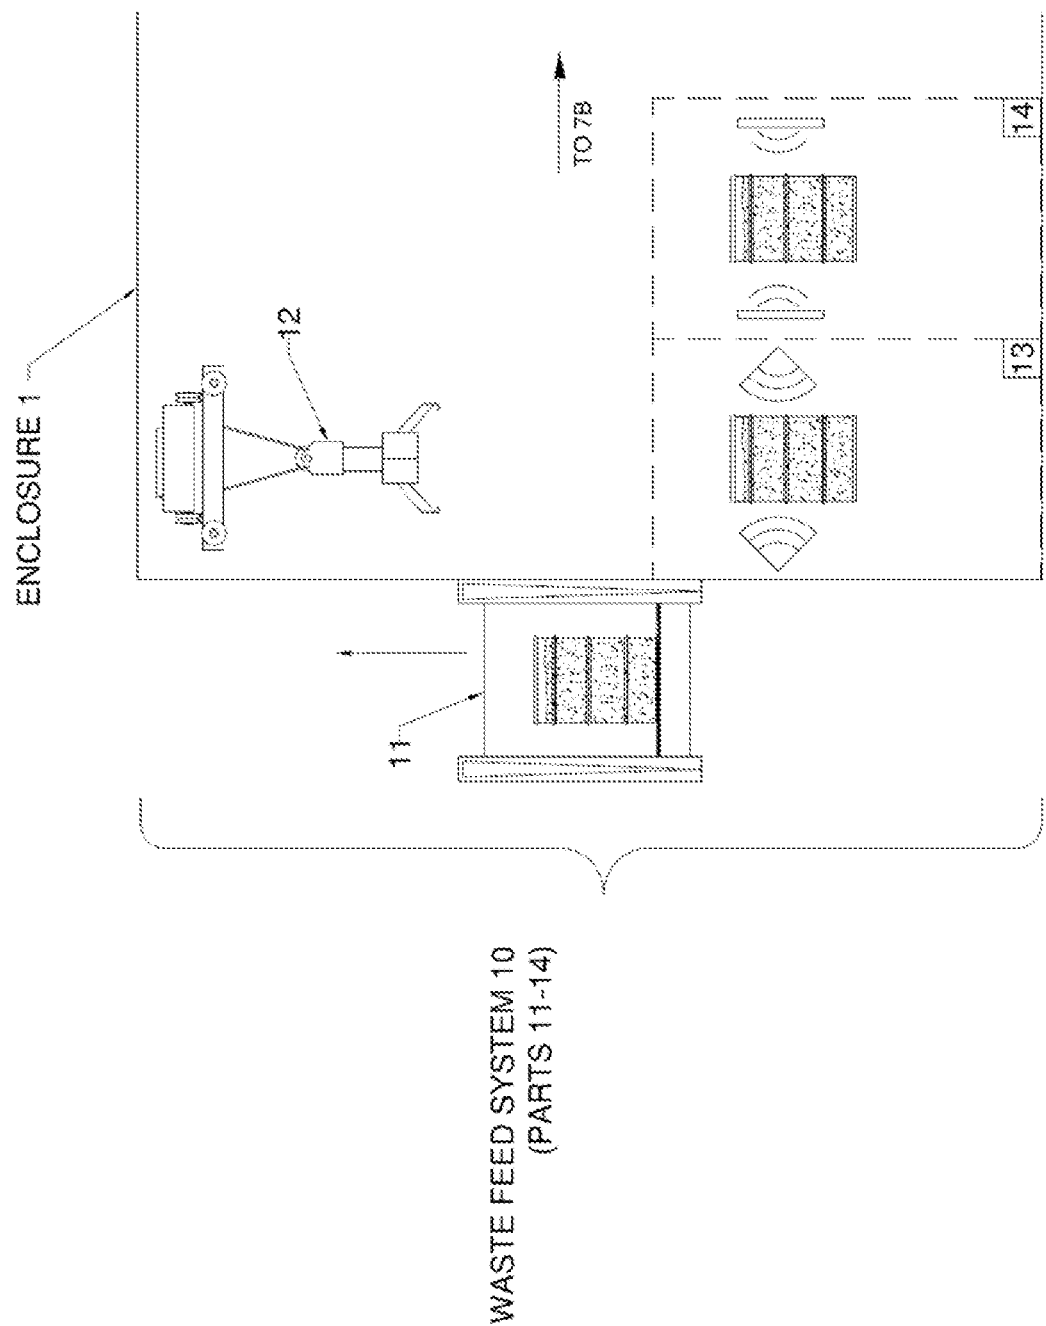 ENCLOSURE 1
12
TO 7B
14
13
11
WASTE FEED SYSTEM 10
(PARTS 11-14)